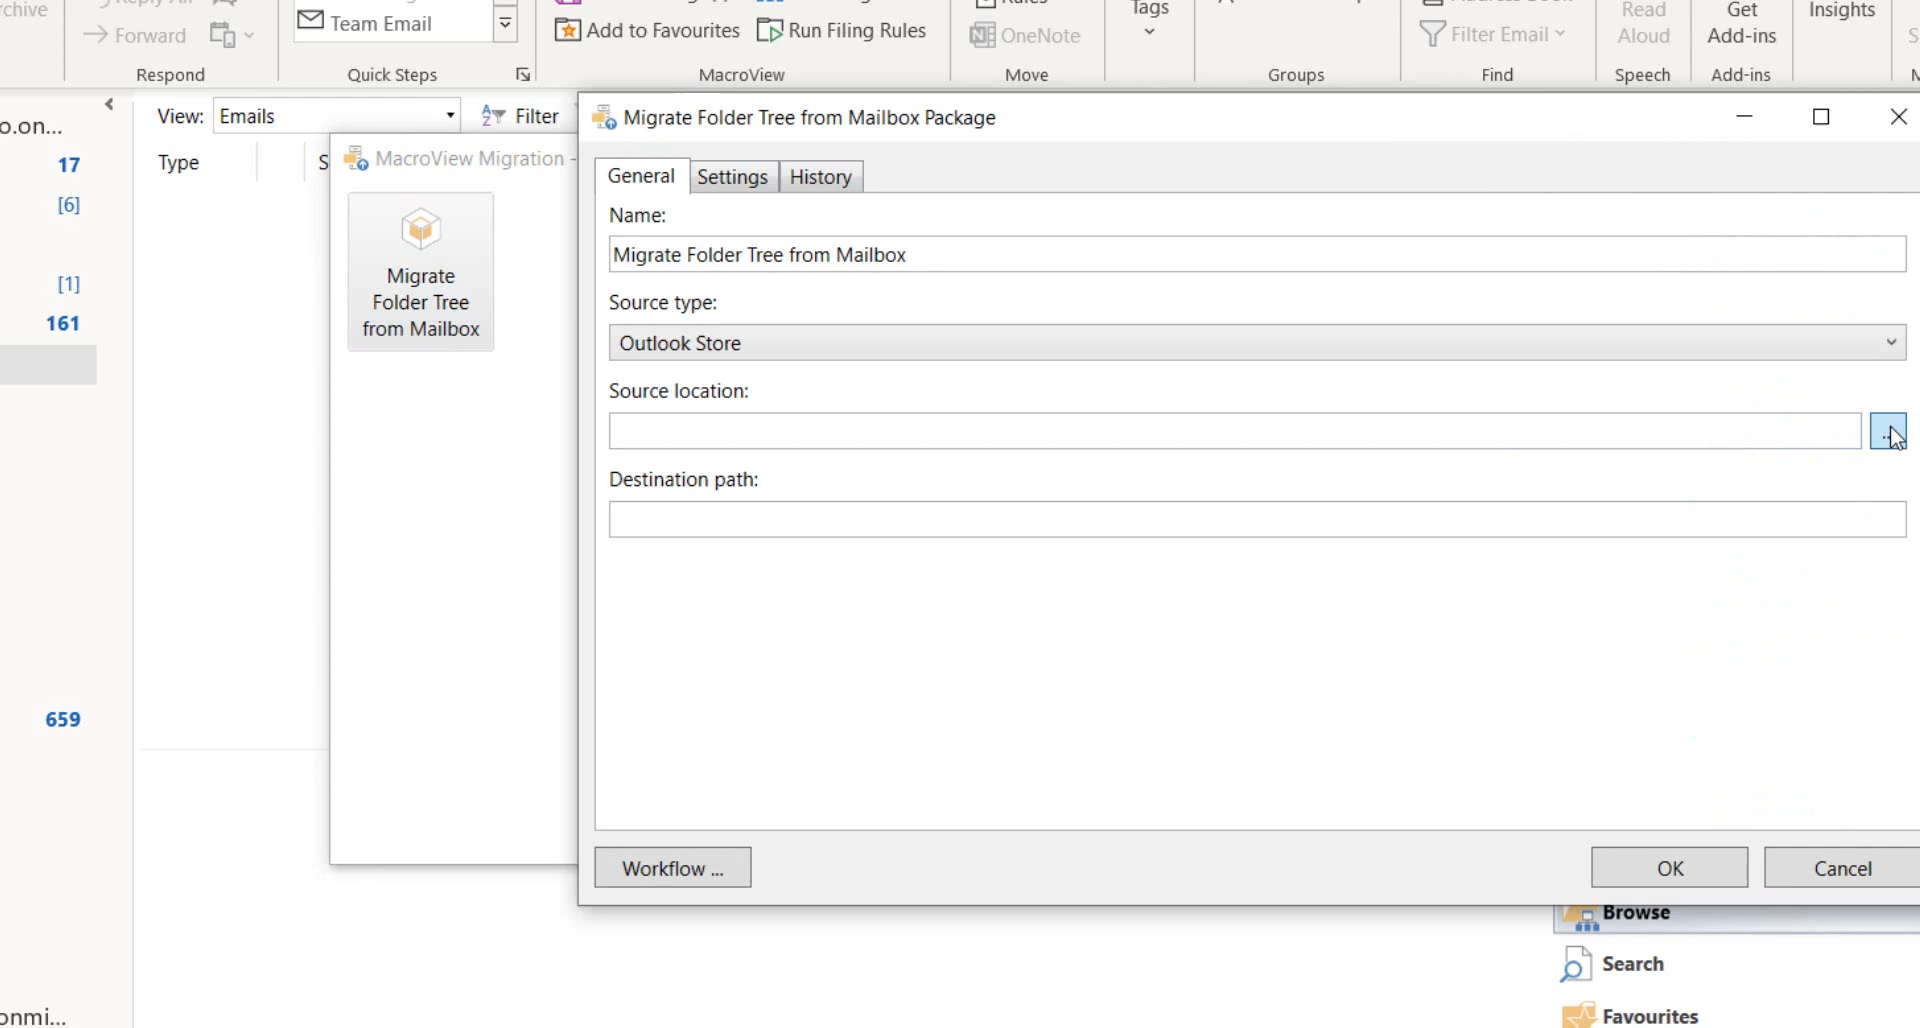 rchive
Reply All
Forward
Respond
Team Email
Quick Steps
Add to Favourites
Run Filing Rules
MacroView
Rules
OneNote
Move
Tags
Groups
Filter Email
Find
Read
Aloud
Speech
Get
Add-ins
Add-ins
Insights
o.on...
17
[6]
[1]
161
659
onmi...
View:
Emails
Filter
Type
S
MacroView Migration -
Migrate
Folder Tree
from Mailbox
Migrate Folder Tree from Mailbox Package
General
Settings
History
Name:
Migrate Folder Tree from Mailbox
Source type:
Outlook Store
Source location:
Destination path:
Workflow ...
OK
Cancel
Browse
Search
Favourites